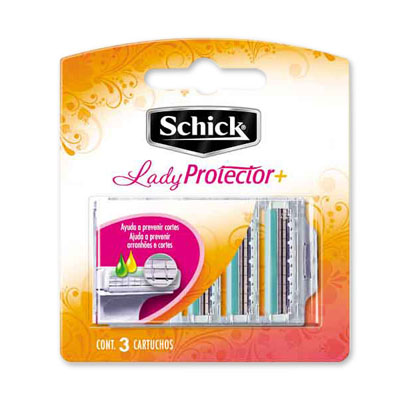 Schick
Lady Protector+
Ayuda a prevenir cortes
Ajuda a prevenir
arranhões e cortes
CONT. 3 CARTUCHOS